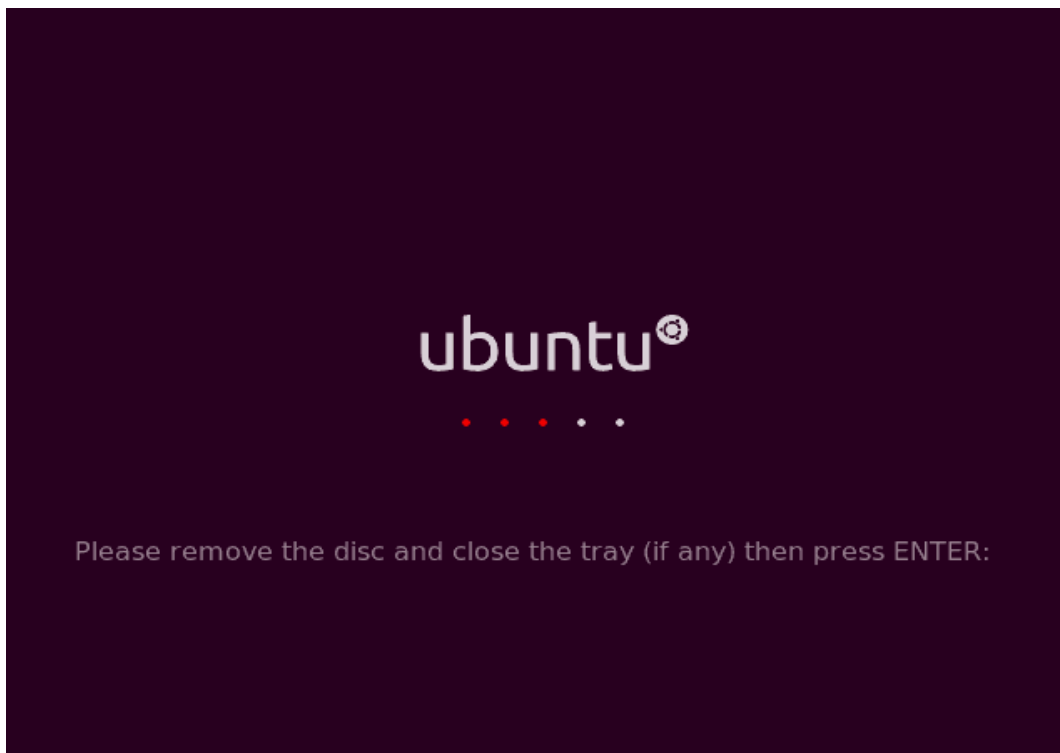 ubuntu
Please remove the disc and close the tray (if any) then press ENTER: